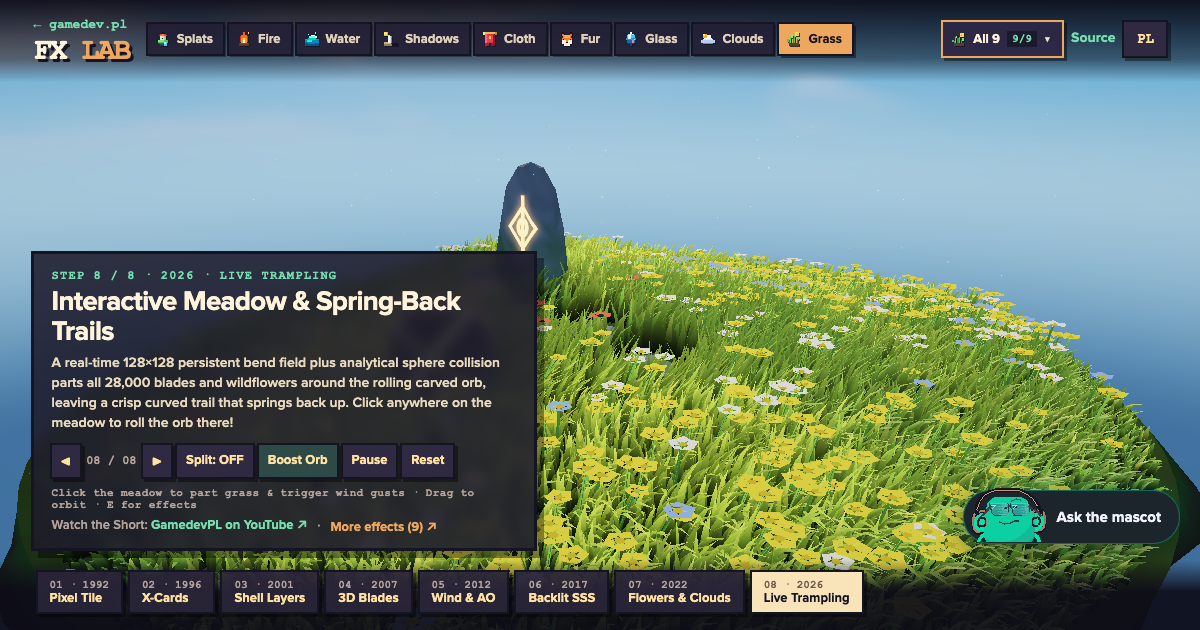 ← gamedev.pl
FX LAB
Splats
Fire
Water
Shadows
Cloth
Fur
Glass
Clouds
Grass
All 9 9/9 ▼
Source
PL
STEP 8 / 8 · 2026 · LIVE TRAMPLING
Interactive Meadow & Spring-Back
Trails
A real-time 128×128 persistent bend field plus analytical sphere collision
parts all 28,000 blades and wildflowers around the rolling carved orb,
leaving a crisp curved trail that springs back up. Click anywhere on the
meadow to roll the orb there!
◀ 08 / 08 ▶ Split: OFF Boost Orb Pause Reset
Click the meadow to part grass & trigger wind gusts · Drag to
orbit · E for effects
Watch the Short: GamedevPL on YouTube ↗ · More effects (9) ↗
Ask the mascot
01 · 1992
Pixel Tile
02 · 1996
X-Cards
03 · 2001
Shell Layers
04 · 2007
3D Blades
05 · 2012
Wind & AO
06 · 2017
Backlit SSS
07 · 2022
Flowers & Clouds
08 · 2026
Live Trampling